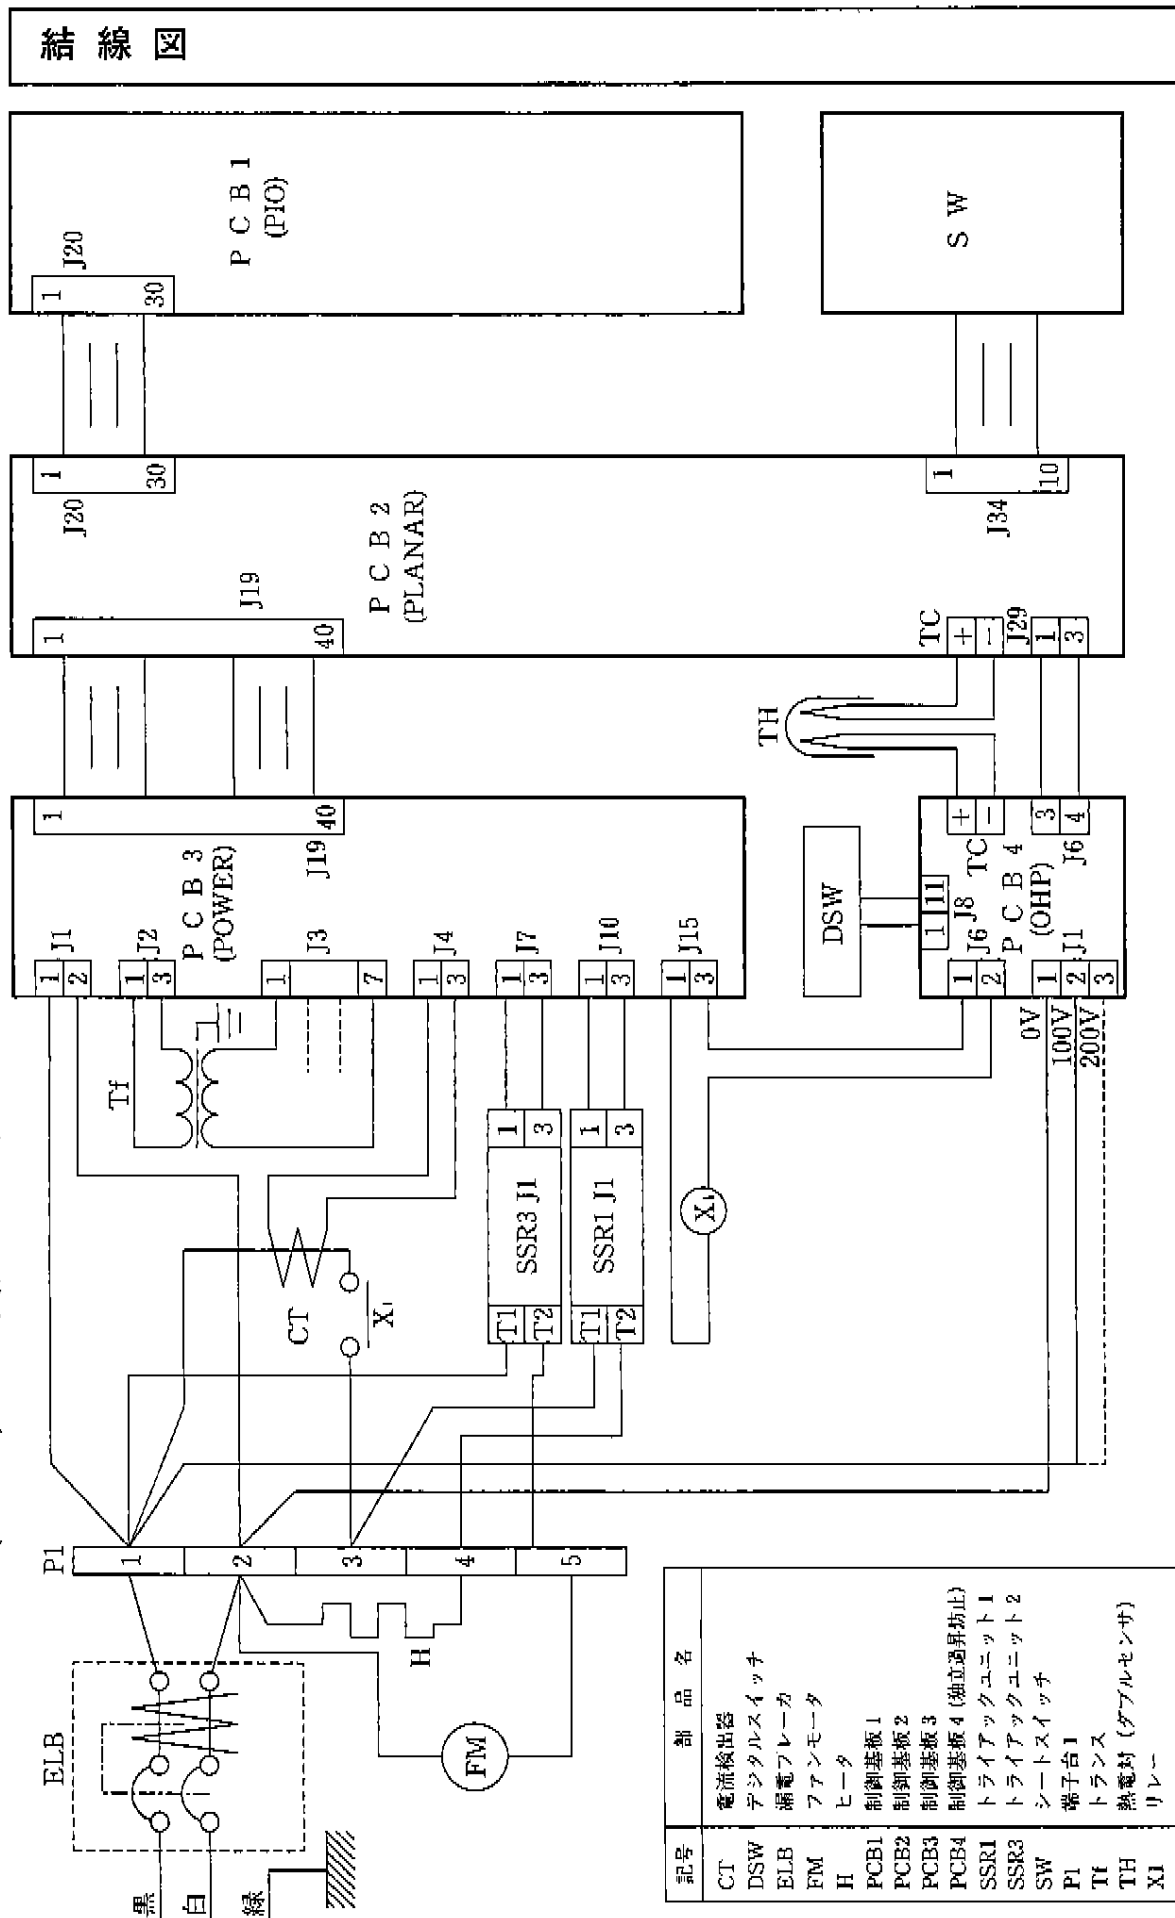 結線図
P C B 1
(PIO)
J20
1
30
S W
1
30
J20
J19
1
40
P C B 2
(PLANAR)
1
10
J34
TC
+
-
J29
1
3
TH
1
40
J19
P C B 3
(POWER)
J1
1
2
J2
1
3
J3
1
7
J4
1
3
J7
1
3
J10
1
3
J15
1
3
DSW
+
-
TC
3
4
J6
1
11
J8
P C B 4
(OHP)
J6
1
2
J1
1
2
3
0V
100V
200V
Tf
CT
X₁
SSR3 J1
1
3
T1
T2
SSR1 J1
1
3
T1
T2
X₁
P1
1
2
3
4
5
ELB
H
FM
黒
白
緑
記号 部品名
CT 電流検出器
DSW デジタルスイッチ
ELB 漏電ブレーカ
FM ファンモータ
H ヒータ
PCB1 制御基板1
PCB2 制御基板2
PCB3 制御基板3
PCB4 制御基板4(独立過昇防止)
SSR1 トライアックユニット1
SSR3 トライアックユニット2
SW シートスイッチ
P1 端子台1
Tf トランス
TH 熱電対(ダブルセンサ)
X1 リレー